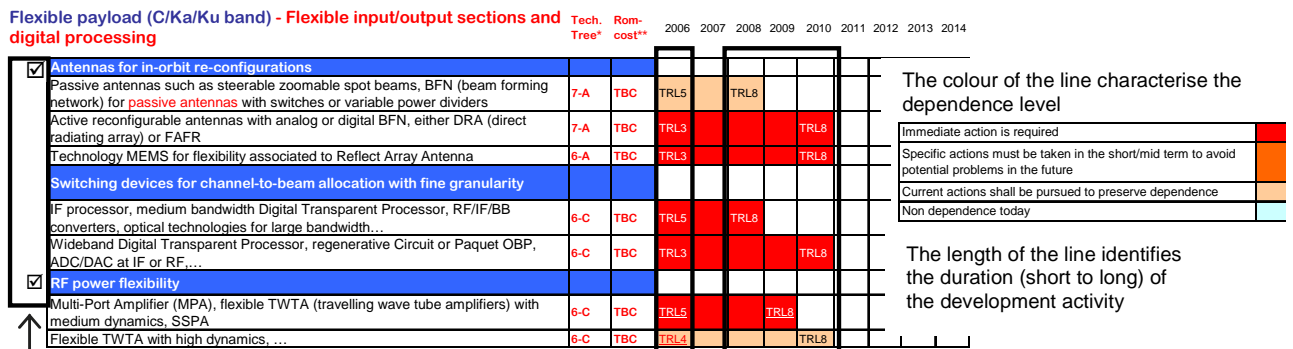 Flexible payload (C/Ka/Ku band) - Flexible input/output sections and digital processing
Tech. Tree*
Rom-cost**
2006 2007 2008 2009 2010 2011 2012 2013 2014
Antennas for in-orbit re-configurations
Passive antennas such as steerable zoomable spot beams, BFN (beam forming
network) for passive antennas with switches or variable power dividers
7-A TBC TRL5 TRL8
Active reconfigurable antennas with analog or digital BFN, either DRA (direct
radiating array) or FAFR
7-A TBC TRL3 TRL8
Technology MEMS for flexibility associated to Reflect Array Antenna 6-A TBC TRL3 TRL8
Switching devices for channel-to-beam allocation with fine granularity
IF processor, medium bandwidth Digital Transparent Processor, RF/IF/BB
converters, optical technologies for large bandwidth…
6-C TBC TRL5 TRL8
Wideband Digital Transparent Processor, regenerative Circuit or Paquet OBP,
ADC/DAC at IF or RF,…
6-C TBC TRL3 TRL8
RF power flexibility
Multi-Port Amplifier (MPA), flexible TWTA (travelling wave tube amplifiers) with
medium dynamics, SSPA
6-C TBC TRL5 TRL8
Flexible TWTA with high dynamics, … 6-C TBC TRL4 TRL8
The colour of the line characterise the
dependence level
Immediate action is required
Specific actions must be taken in the short/mid term to avoid
potential problems in the future
Current actions shall be pursued to preserve dependence
Non dependence today
The length of the line identifies
the duration (short to long) of
the development activity